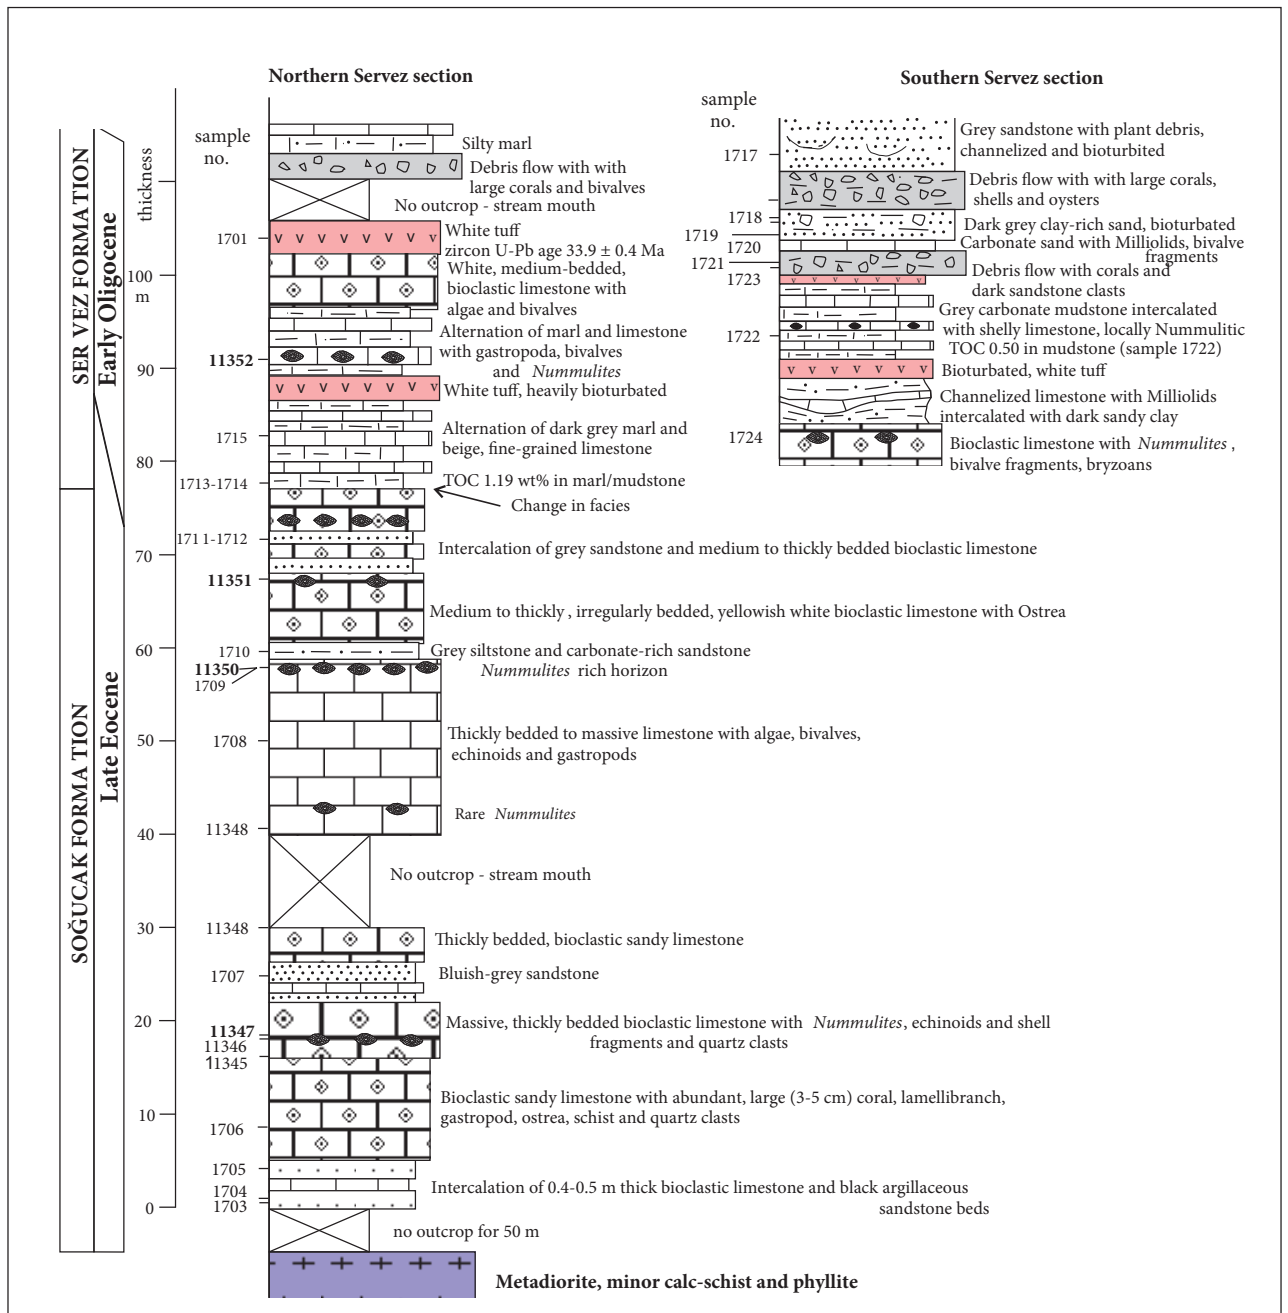 Northern Servez section
Southern Servez section
SER VEZ FORMATION
SOĞUCAK FORMA TION
Early Oligocene
Late Eocene
thickness
100
m
90
80
70
60
50
40
30
20
10
0
sample
no.
1701
11352
1715
1713-1714
171 1-1712
11351
1710
11350
1709
1708
11348
11348
1707
11347
11346
11345
1706
1705
1704
1703
Silty marl
Debris flow with with
large corals and bivalves
No outcrop - stream mouth
White tuff
zircon U-Pb age 33.9 ± 0.4 Ma
White, medium-bedded,
bioclastic limestone with
algae and bivalves
Alternation of marl and limestone
with gastropoda, bivalves
and Nummulites
White tuff, heavily bioturbated
Alternation of dark grey marl and
beige, fine-grained limestone
TOC 1.19 wt% in marl/mudstone
Change in facies
Intercalation of grey sandstone and medium to thickly bedded bioclastic limestone
Medium to thickly , irregularly bedded, yellowish white bioclastic limestone with Ostrea
Grey siltstone and carbonate-rich sandstone
Nummulites rich horizon
Thickly bedded to massive limestone with algae, bivalves,
echinoids and gastropods
Rare Nummulites
No outcrop - stream mouth
Thickly bedded, bioclastic sandy limestone
Bluish-grey sandstone
Massive, thickly bedded bioclastic limestone with Nummulites, echinoids and shell
fragments and quartz clasts
Bioclastic sandy limestone with abundant, large (3-5 cm) coral, lamellibranch,
gastropod, ostrea, schist and quartz clasts
Intercalation of 0.4-0.5 m thick bioclastic limestone and black argillaceous
sandstone beds
no outcrop for 50 m
Metadiorite, minor calc-schist and phyllite
sample
no.
1717
1718
1719
1720
1721
1723
1722
1724
Grey sandstone with plant debris,
channelized and bioturbited
Debris flow with with large corals,
shells and oysters
Dark grey clay-rich sand, bioturbated
Carbonate sand with Milliolids, bivalve
fragments
Debris flow with corals and
dark sandstone clasts
Grey carbonate mudstone intercalated
with shelly limestone, locally Nummulitic
TOC 0.50 in mudstone (sample 1722)
Bioturbated, white tuff
Channelized limestone with Milliolids
intercalated with dark sandy clay
Bioclastic limestone with Nummulites ,
bivalve fragments, bryzoans